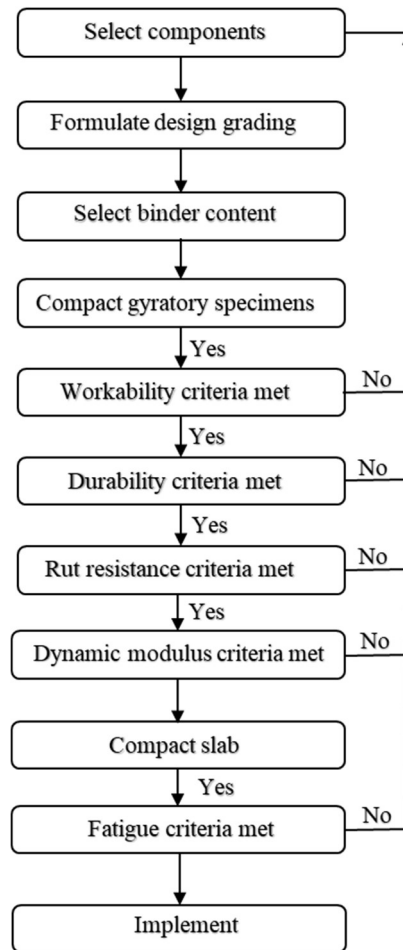 Select components
Formulate design grading
Select binder content
Compact gyratory specimens
Yes
Workability criteria met
No
Yes
Durability criteria met
No
Yes
Rut resistance criteria met
No
Yes
Dynamic modulus criteria met
No
Compact slab
Yes
Fatigue criteria met
No
Implement